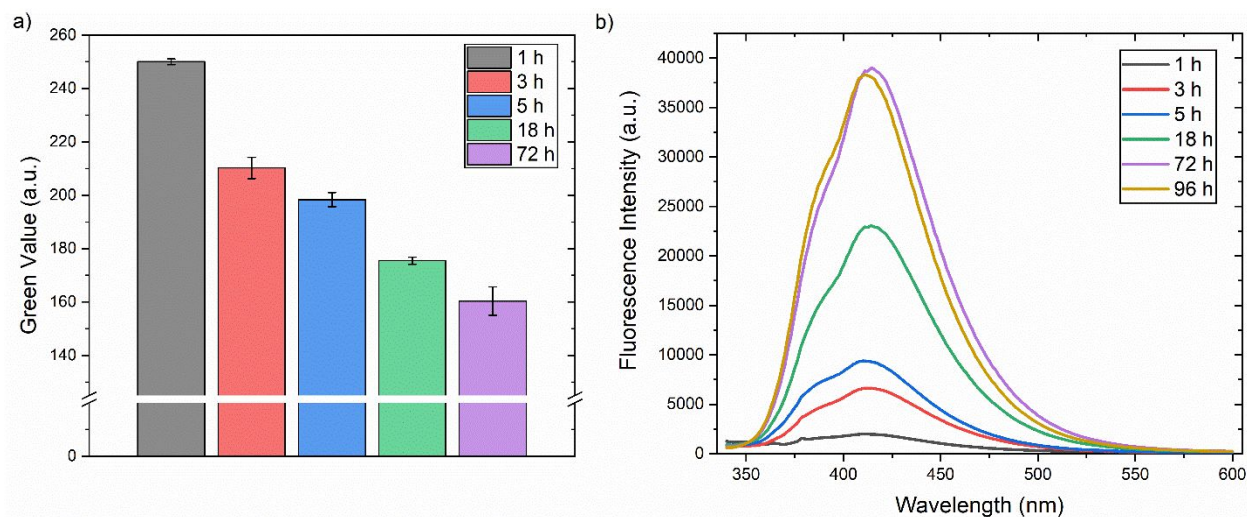 a)
260
240
220
200
180
160
140
0
Green Value (a.u.)
1 h
3 h
5 h
18 h
72 h
b)
40000
35000
30000
25000
20000
15000
10000
5000
0
Fluorescence Intensity (a.u.)
1 h
3 h
5 h
18 h
72 h
96 h
350 400 450 500 550 600
Wavelength (nm)